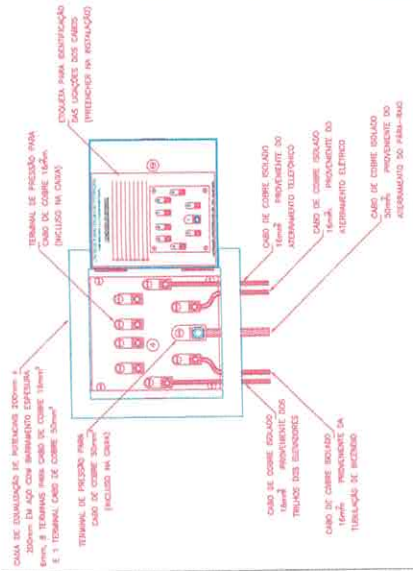 CAIXA DE EQUALIZAÇÃO DE POTENCIAIS 200mm x
200mm EM AÇO COM BARRAMENTO ESPESSURA
6mm, 8 TERMINAIS PARA CABO DE COBRE 16mm²
E 1 TERMINAL CABO DE COBRE 50mm²
TERMINAL DE PRESSÃO PARA
CABO DE COBRE 16mm²
(INCLUSO NA CAIXA)
ETIQUETA PARA IDENTIFICAÇÃO
DAS LIGAÇÕES DOS CABOS
(PREENCHER NA INSTALAÇÃO)
TERMINAL DE PRESSÃO PARA
CABO DE COBRE 50mm²
(INCLUSO NA CAIXA)
CABO DE COBRE ISOLADO
16mm² PROVENIENTE DOS
TRILHOS DOS ELEVADORES
CABO DE COBRE ISOLADO
16mm² PROVENIENTE DA
TUBULAÇÃO DE INCÊNDIO
CABO DE COBRE ISOLADO
16mm² PROVENIENTE DO
ATERRAMENTO TELEFÔNICO
CABO DE COBRE ISOLADO
16mm² PROVENIENTE DO
ATERRAMENTO ELÉTRICO
CABO DE COBRE ISOLADO
50mm² PROVENIENTE DO
ATERRAMENTO DO PÁRA-RAIO